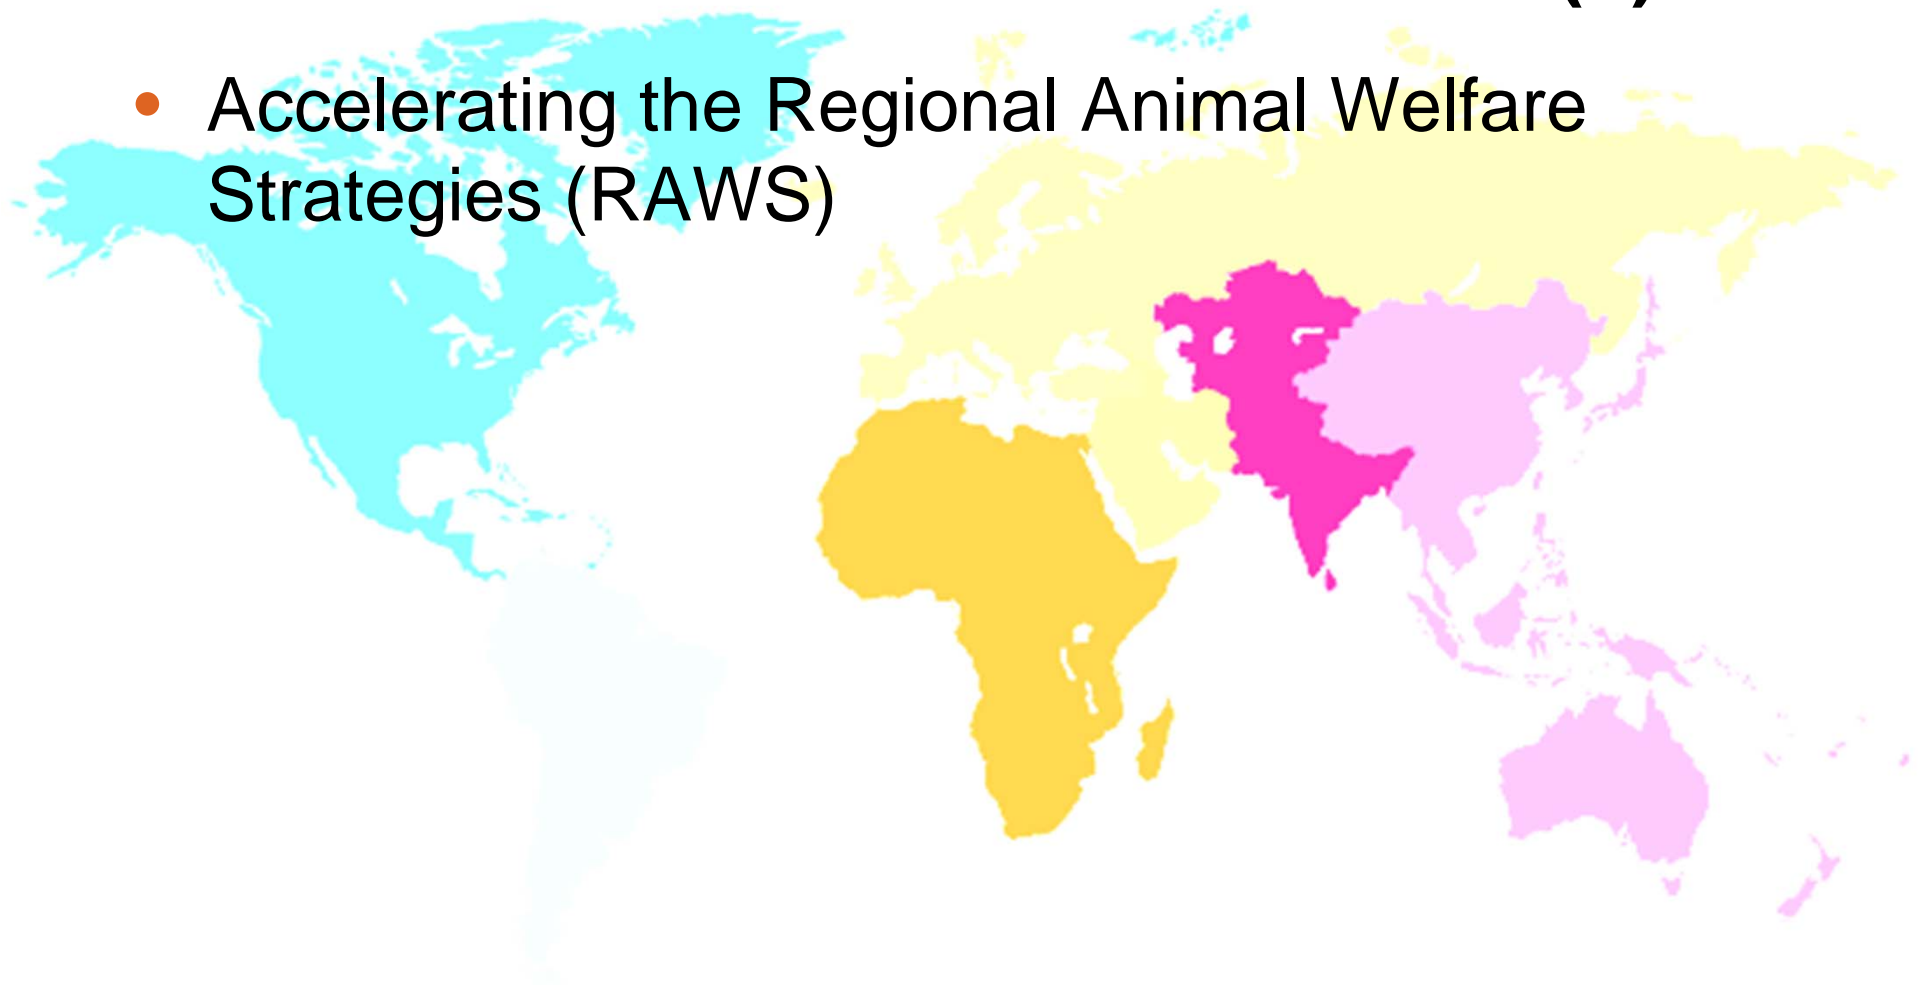 • Accelerating the Regional Animal Welfare
Strategies (RAWS)